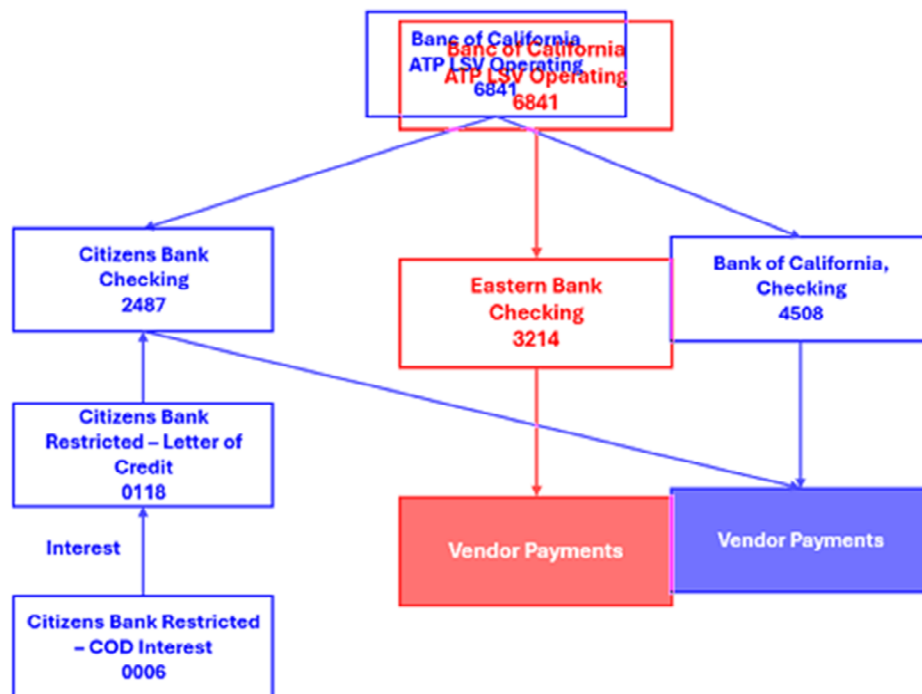 Banc of California
ATP LSV Operating
6841
Banc of California
ATP LSV Operating
6841
Citizens Bank
Checking
2487
Eastern Bank
Checking
3214
Bank of California,
Checking
4508
Citizens Bank
Restricted – Letter of
Credit
0118
Interest
Vendor Payments
Vendor Payments
Citizens Bank Restricted
– COD Interest
0006